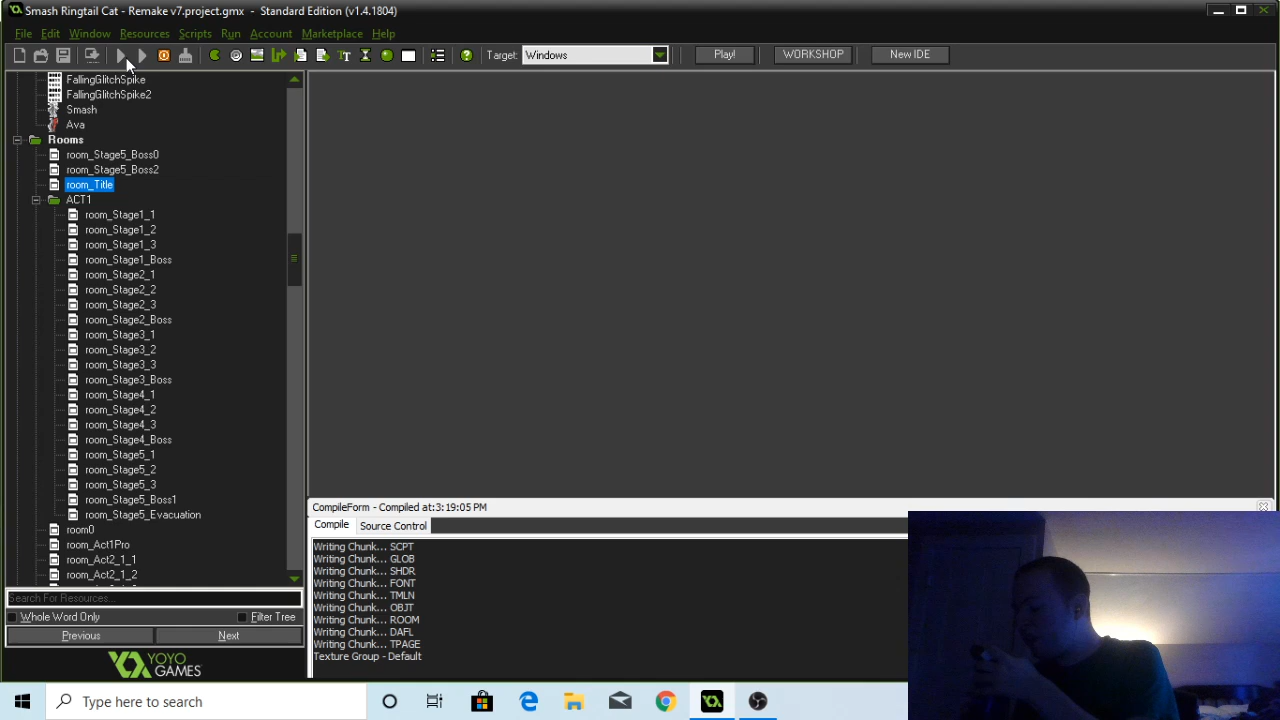 Smash Ringtail Cat - Remake v7.project.gmx - Standard Edition (v1.4.1804)
File Edit Window Resources Scripts Run Account Marketplace Help
Target: Windows Play! WORKSHOP New IDE
FallingGlitchSpike
FallingGlitchSpike2
Smash
Ava
Rooms
room_Stage5_Boss0
room_Stage5_Boss2
room_Title
ACT1
room_Stage1_1
room_Stage1_2
room_Stage1_3
room_Stage1_Boss
room_Stage2_1
room_Stage2_2
room_Stage2_3
room_Stage2_Boss
room_Stage3_1
room_Stage3_2
room_Stage3_3
room_Stage3_Boss
room_Stage4_1
room_Stage4_2
room_Stage4_3
room_Stage4_Boss
room_Stage5_1
room_Stage5_2
room_Stage5_3
room_Stage5_Boss1
room_Stage5_Evacuation
room0
room_Act1Pro
room_Act2_1_1
room_Act2_1_2
Search For Resources...
Whole Word Only Filter Tree
Previous Next
YOYO
GAMES
CompileForm - Compiled at:3:19:05 PM
Compile Source Control
Writing Chunk... SCPT
Writing Chunk... GLOB
Writing Chunk... SHDR
Writing Chunk... FONT
Writing Chunk... TMLN
Writing Chunk... OBJT
Writing Chunk... ROOM
Writing Chunk... DAFL
Writing Chunk... TPAGE
Texture Group - Default
Type here to search